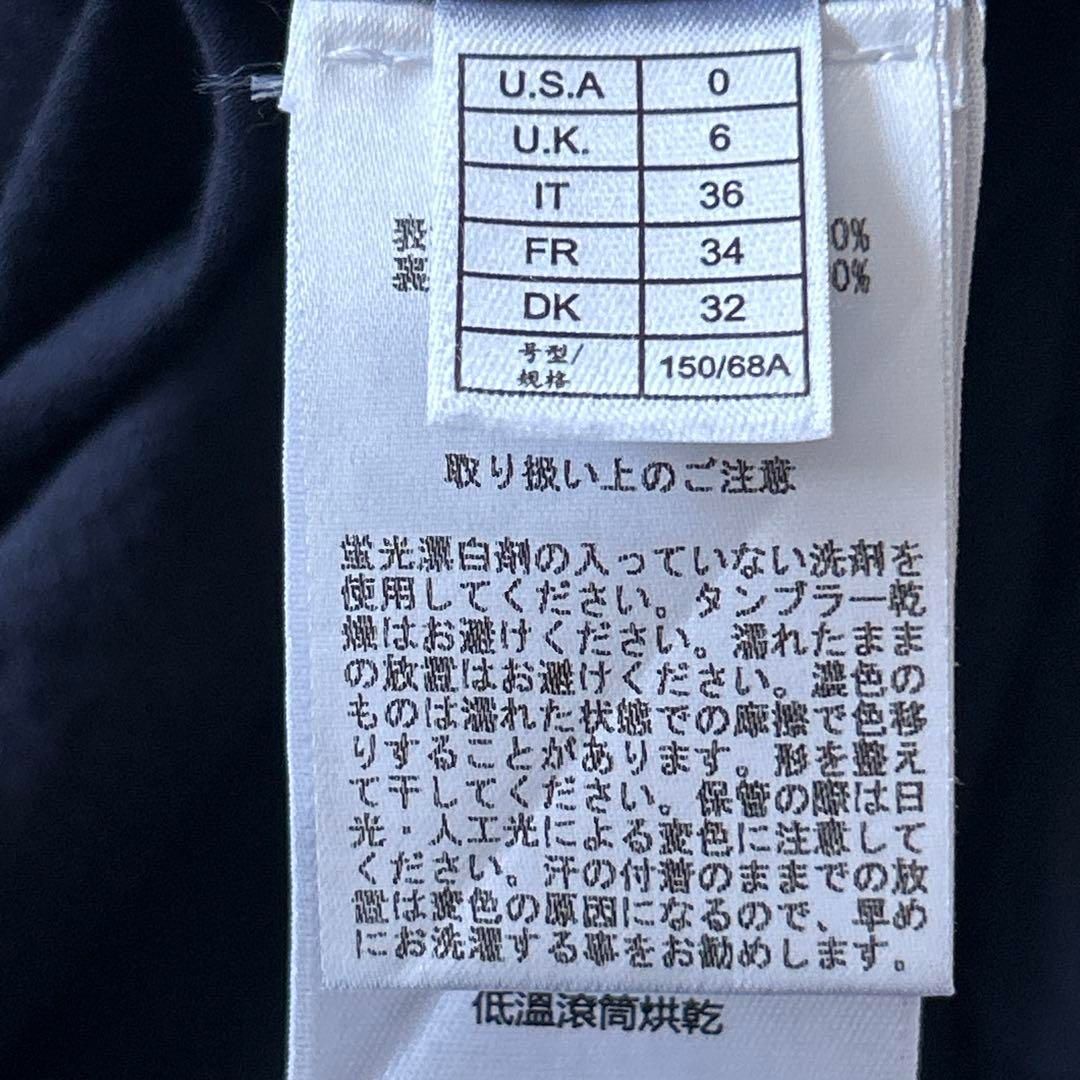 U.S.A 0
U.K. 6
IT 36
FR 34
DK 32
号型/
規格 150/68A
0%
0%
取り扱い上のご注意
蛍光漂白剤の入っていない洗剤を
使用してください。タンブラー乾
燥はお避けください。濡れたまま
の放置はお避けください。濃色の
ものは濡れた状態での摩擦で色移
りすることがあります。形を整え
て干してください。保管の際は日
光・人工光による変色に注意して
ください。汗の付着のままでの放
置は変色の原因になるので、早め
にお洗濯する事をお勧めします。
低溫滾筒烘乾